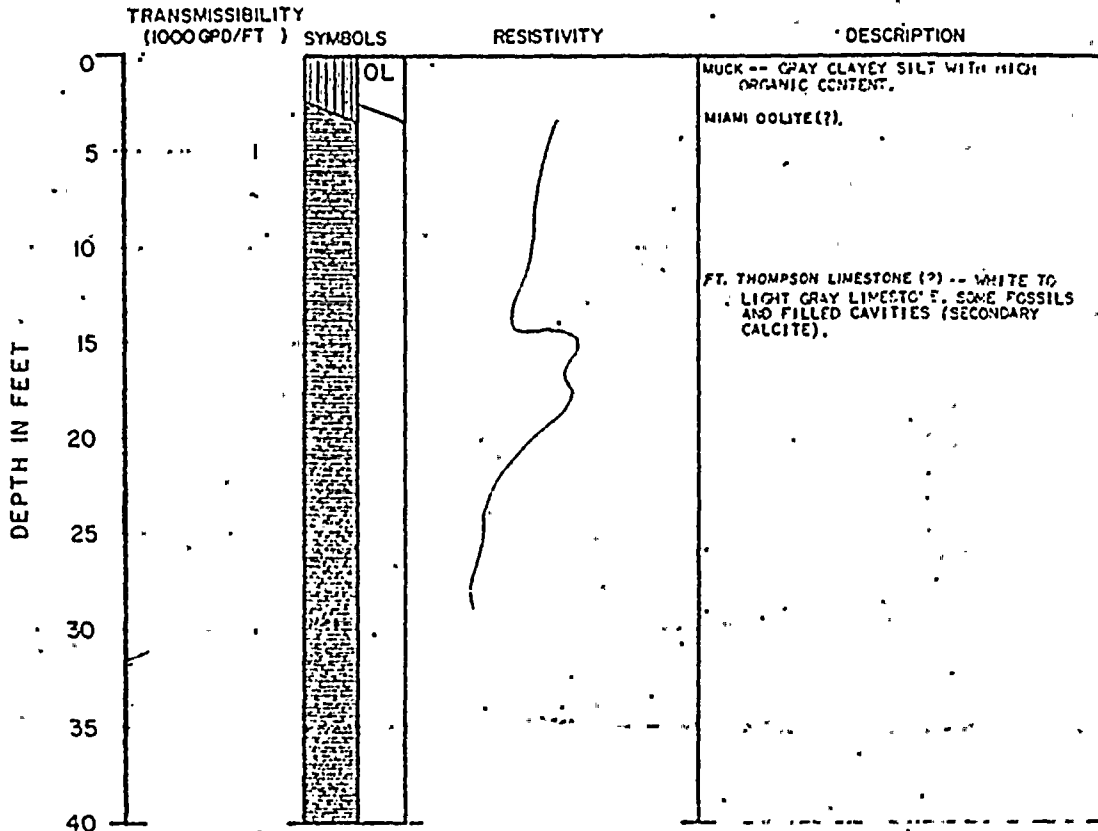 TRANSMISSIBILITY
(1000 GPD/FT ) SYMBOLS RESISTIVITY DESCRIPTION
0
OL
MUCK -- GRAY CLAYEY SILT WITH HIGH
ORGANIC CONTENT.
MIAMI OOLITE(?).
5
10
FT. THOMPSON LIMESTONE (?) -- WHITE TO
LIGHT GRAY LIMESTONE. SOME FOSSILS
AND FILLED CAVITIES (SECONDARY
CALCITE).
15
20
25
30
35
40
DEPTH IN FEET